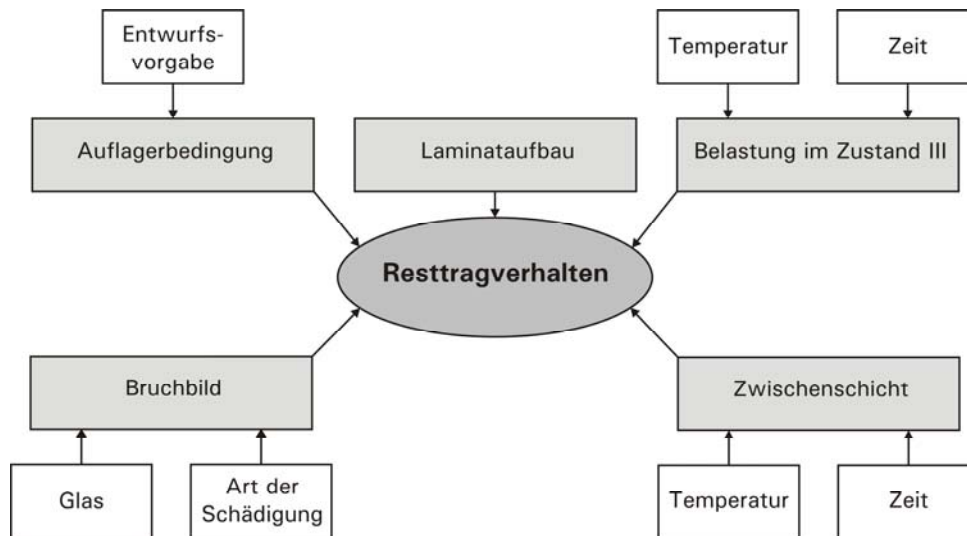 Entwurfs-
vorgabe
Temperatur
Zeit
Auflagerbedingung
Laminataufbau
Belastung im Zustand III
Resttragverhalten
Bruchbild
Zwischenschicht
Glas
Art der
Schädigung
Temperatur
Zeit